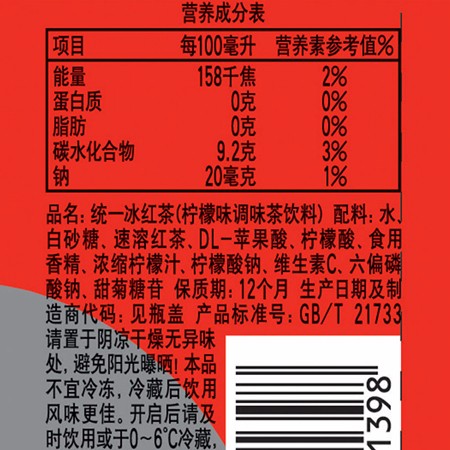 营养成分表
项目 每100毫升 营养素参考值%
能量 158千焦 2%
蛋白质 0克 0%
脂肪 0克 0%
碳水化合物 9.2克 3%
钠 20毫克 1%
品名: 统一冰红茶(柠檬味调味茶饮料) 配料: 水、
白砂糖、速溶红茶、DL-苹果酸、柠檬酸、食用
香精、浓缩柠檬汁、柠檬酸钠、维生素C、六偏磷
酸钠、甜菊糖苷 保质期: 12个月 生产日期及制
造商代码: 见瓶盖 产品标准号: GB/T 21733
请置于阴凉干燥无异味
处, 避免阳光曝晒! 本品
不宜冷冻, 冷藏后饮用
风味更佳。开启后请及
时饮用或于0~6℃冷藏,
1398